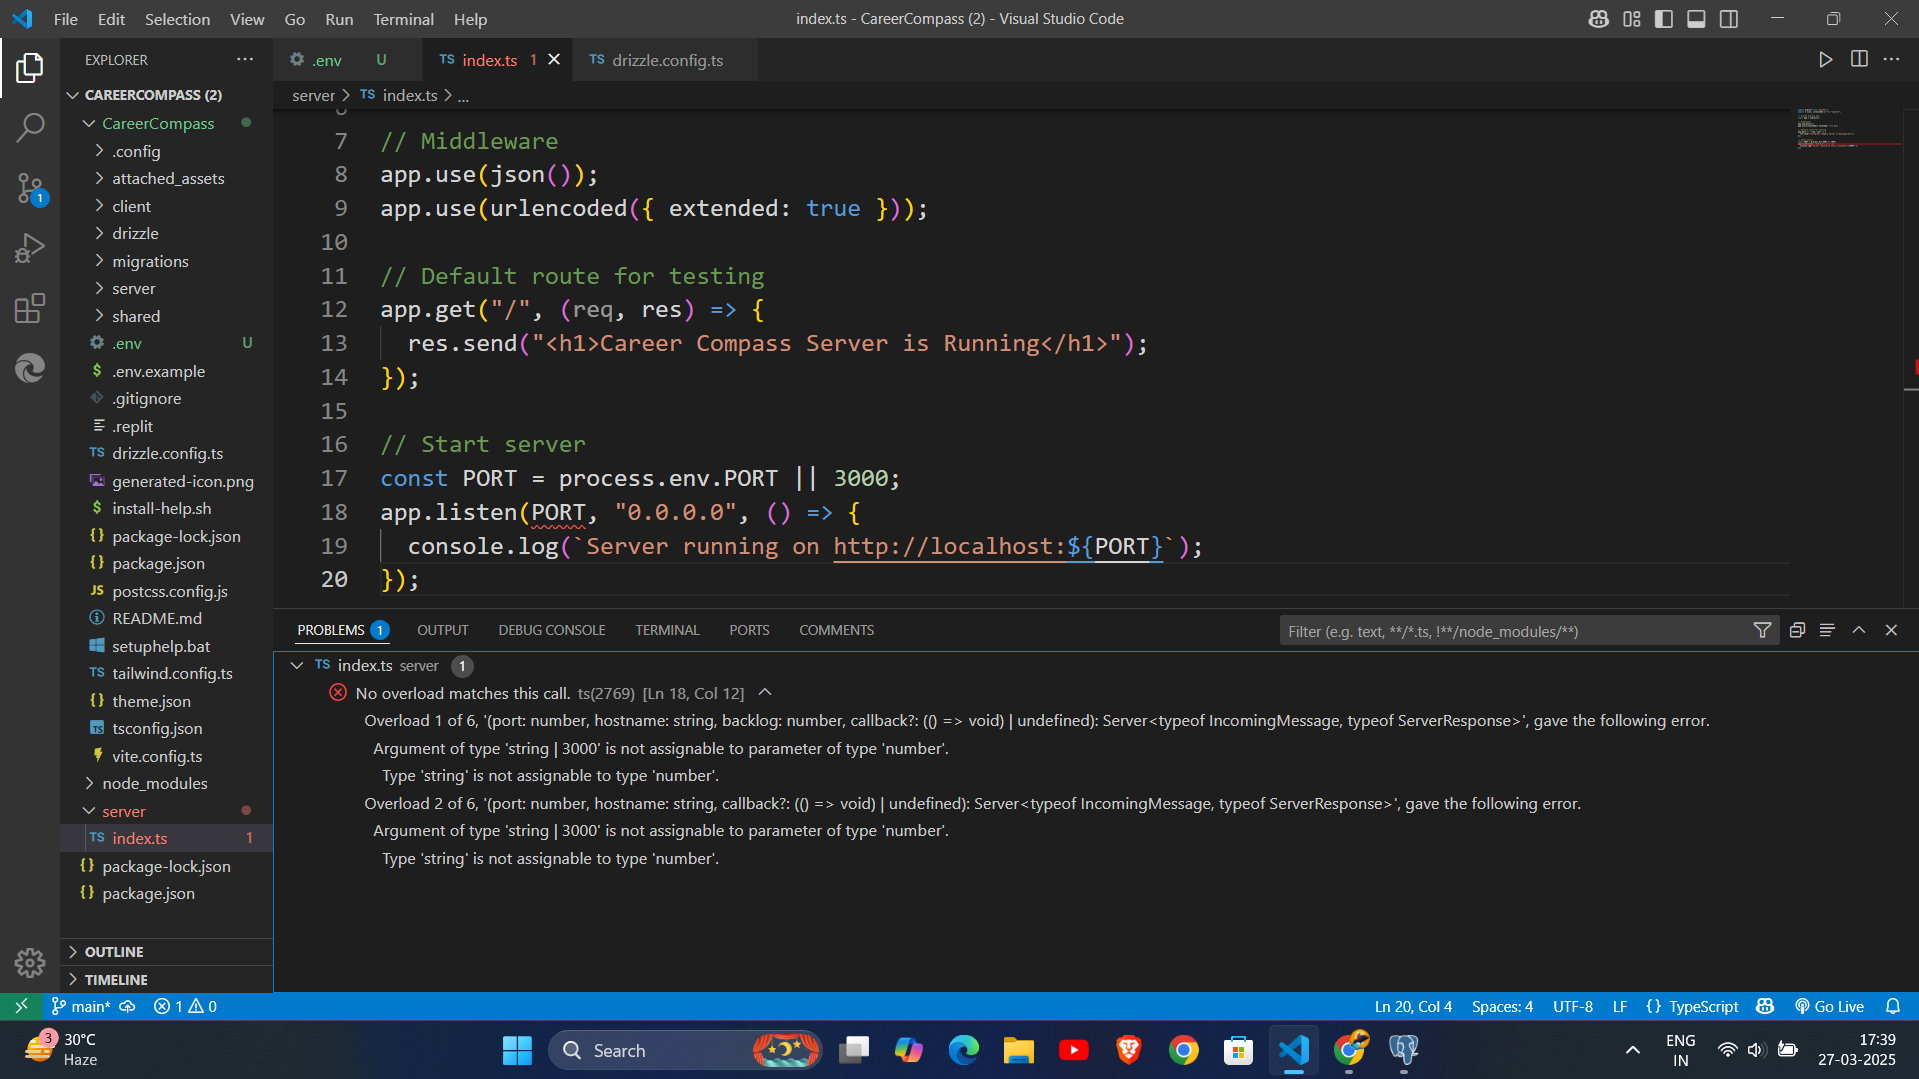 File Edit Selection View Go Run Terminal Help
index.ts - CareerCompass (2) - Visual Studio Code
EXPLORER
CAREERCOMPASS (2)
CareerCompass
.config
attached_assets
client
drizzle
migrations
server
shared
.env U
.env.example
.gitignore
.replit
TS drizzle.config.ts
generated-icon.png
$ install-help.sh
{} package-lock.json
{} package.json
JS postcss.config.js
README.md
setuphelp.bat
TS tailwind.config.ts
{} theme.json
TS tsconfig.json
vite.config.ts
node_modules
server
TS index.ts 1
{} package-lock.json
{} package.json
OUTLINE
TIMELINE
.env U
TS index.ts 1
TS drizzle.config.ts
server > TS index.ts > ...
7 // Middleware
8 app.use(json());
9 app.use(urlencoded({ extended: true }));
10
11 // Default route for testing
12 app.get("/", (req, res) => {
13 res.send("<h1>Career Compass Server is Running</h1>");
14 });
15
16 // Start server
17 const PORT = process.env.PORT || 3000;
18 app.listen(PORT, "0.0.0.0", () => {
19 console.log(`Server running on http://localhost:${PORT}`);
20 });
PROBLEMS 1 OUTPUT DEBUG CONSOLE TERMINAL PORTS COMMENTS
Filter (e.g. text, **/*.ts, !**/node_modules/**)
TS index.ts server 1
No overload matches this call. ts(2769) [Ln 18, Col 12]
Overload 1 of 6, '(port: number, hostname: string, backlog: number, callback?: (() => void) | undefined): Server<typeof IncomingMessage, typeof ServerResponse>', gave the following error.
Argument of type 'string | 3000' is not assignable to parameter of type 'number'.
Type 'string' is not assignable to type 'number'.
Overload 2 of 6, '(port: number, hostname: string, callback?: (() => void) | undefined): Server<typeof IncomingMessage, typeof ServerResponse>', gave the following error.
Argument of type 'string | 3000' is not assignable to parameter of type 'number'.
Type 'string' is not assignable to type 'number'.
1
main* 1 0
Ln 20, Col 4 Spaces: 4 UTF-8 LF {} TypeScript Go Live
3
30°C
Haze
Search
ENG
IN
17:39
27-03-2025